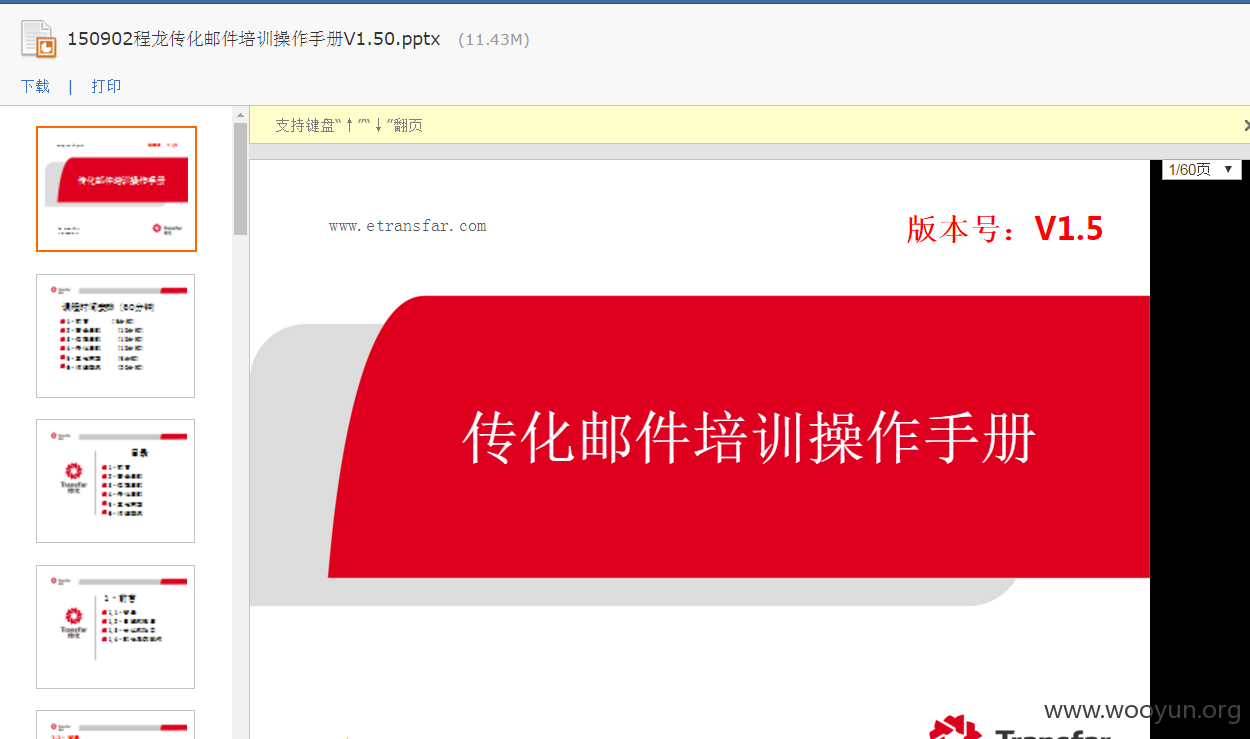 150902程龙传化邮件培训操作手册V1.50.pptx (11.43M)
下载 | 打印
支持键盘“↑”“↓”翻页
1/60页
www.etransfar.com
版本号：V1.5
传化邮件培训操作手册
Transfar
www.wooyun.org
传化邮件培训操作手册
课程时间安排（60分钟）
目录
Transfar
传化
1、前言
Transfar
传化